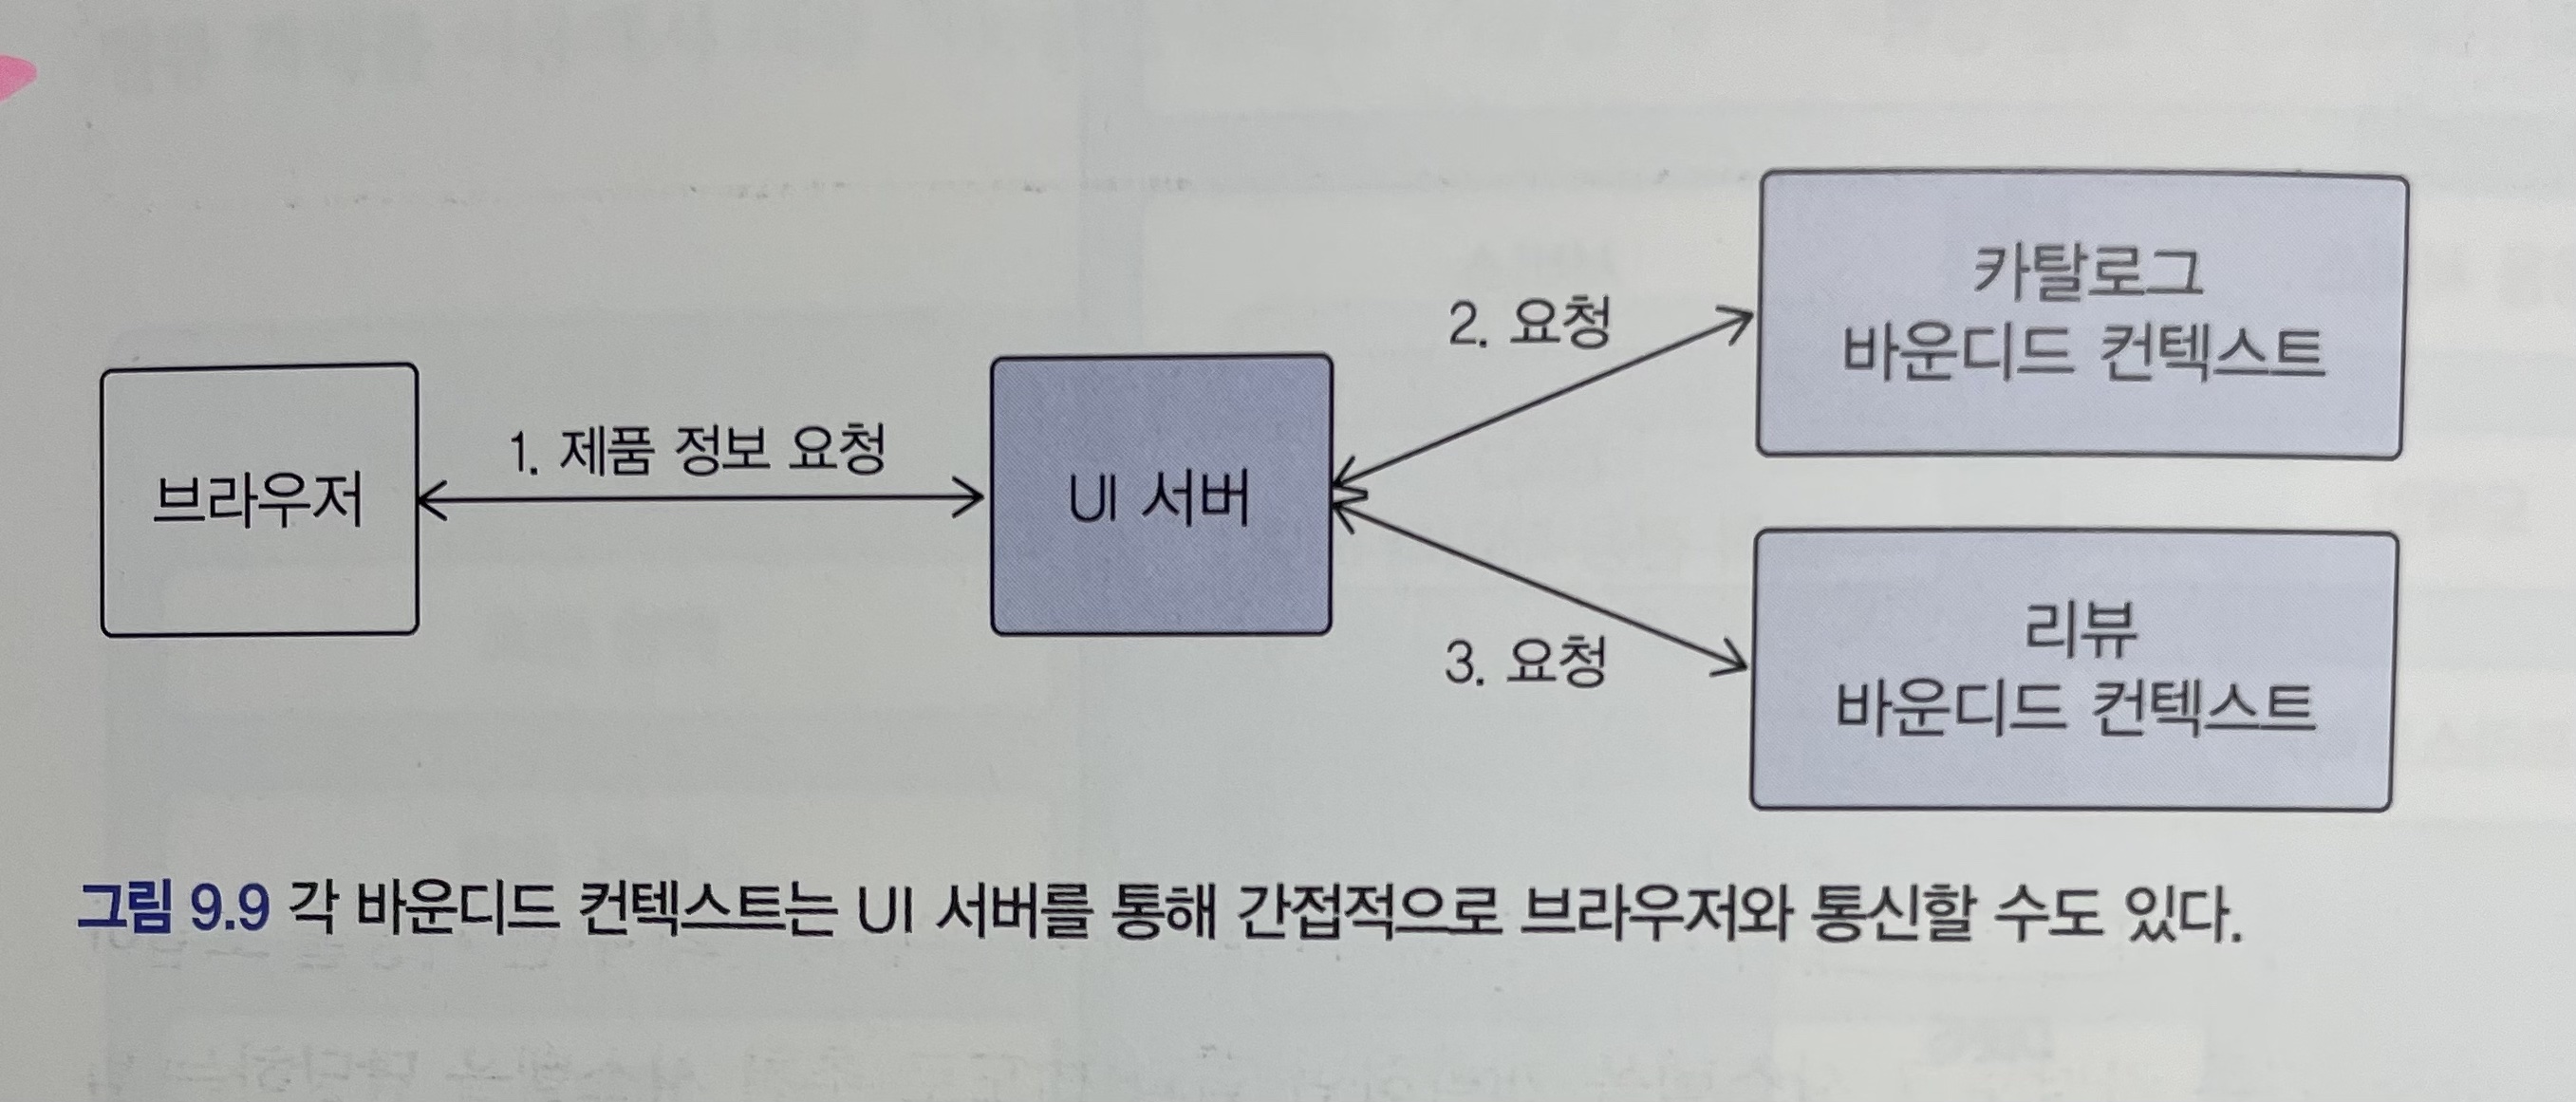 브라우저
1. 제품 정보 요청
UI 서버
2. 요청
카탈로그
바운디드 컨텍스트
3. 요청
리뷰
바운디드 컨텍스트
그림 9.9 각 바운디드 컨텍스트는 UI 서버를 통해 간접적으로 브라우저와 통신할 수도 있다.